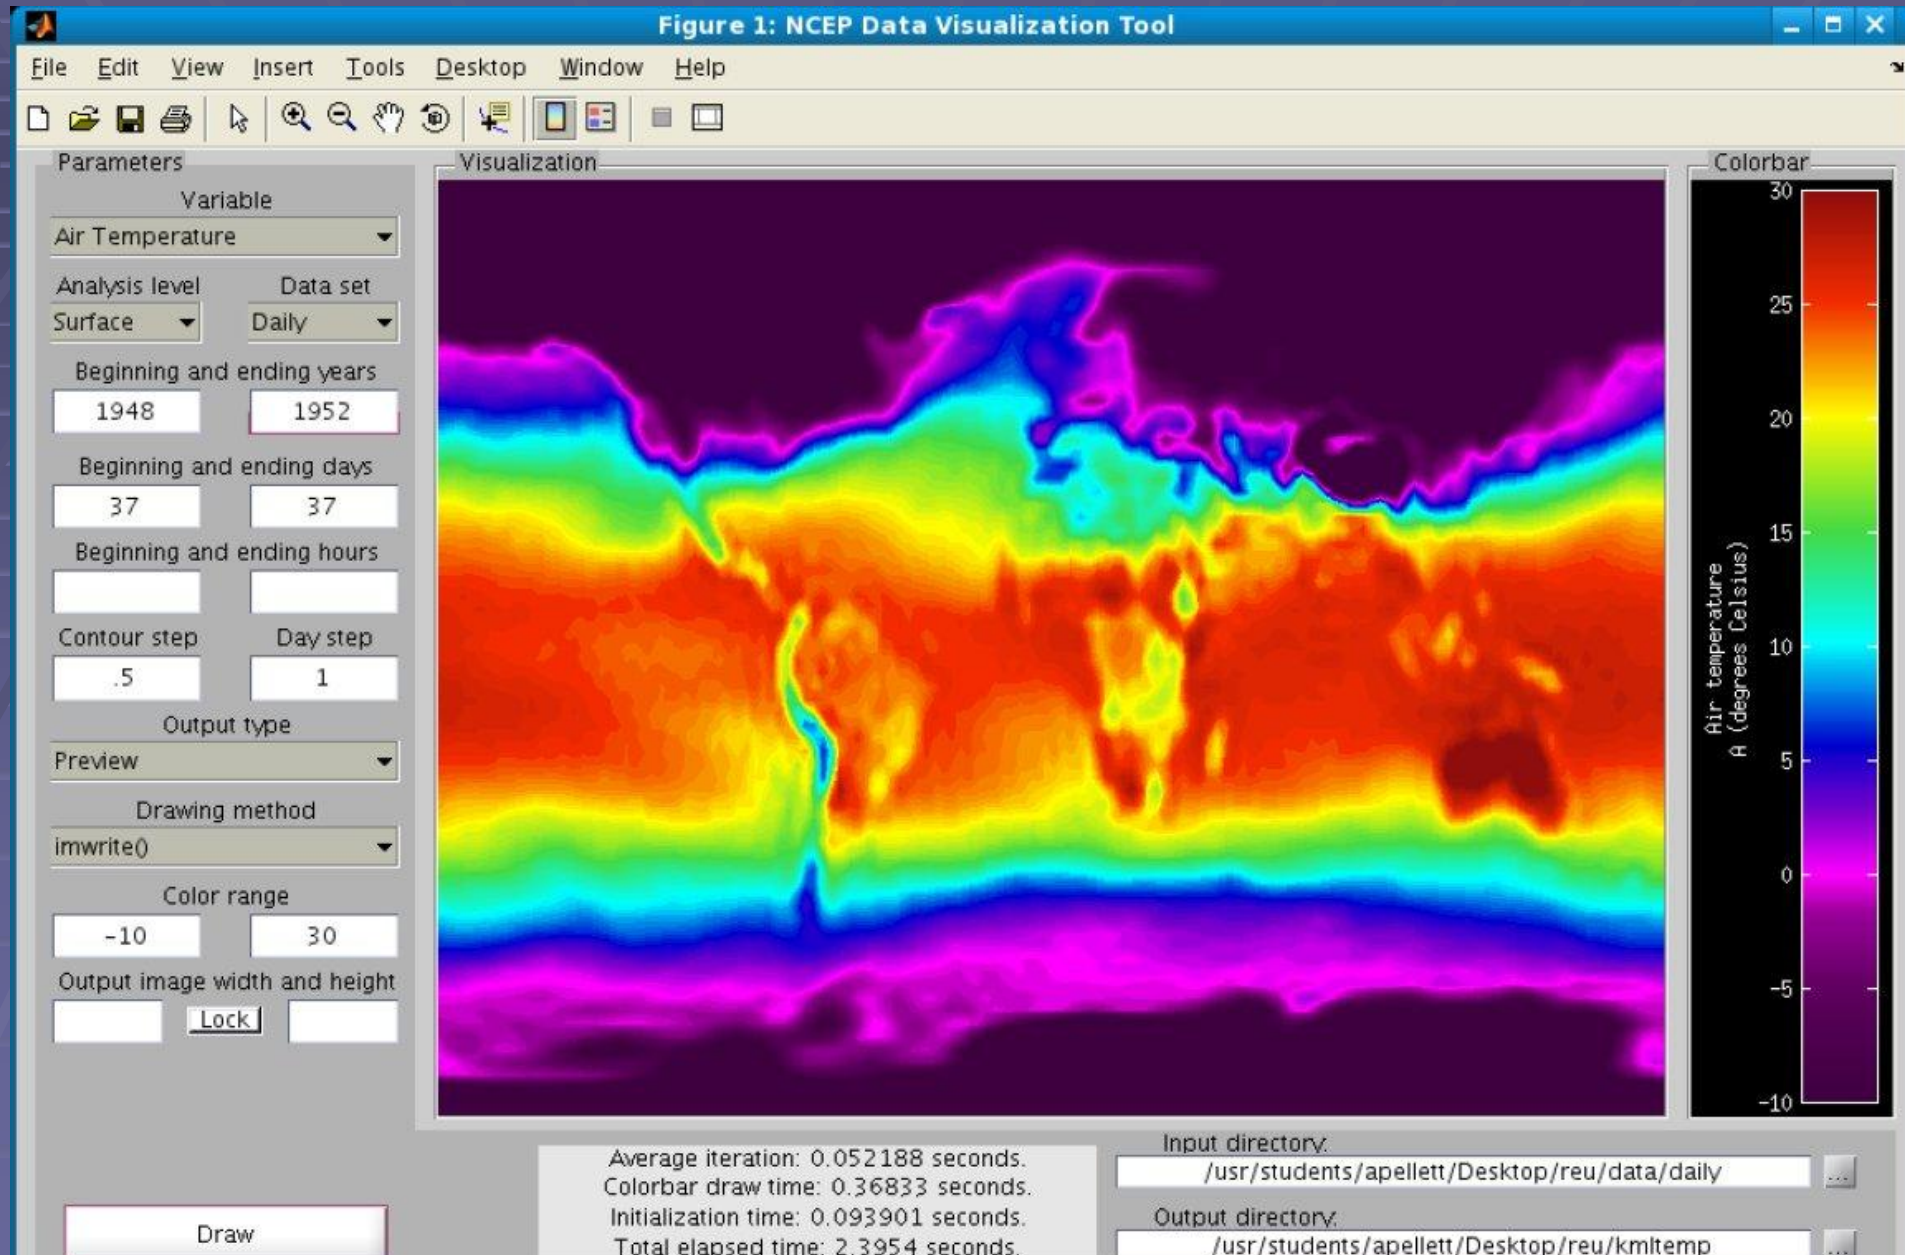 Figure 1: NCEP Data Visualization Tool
File Edit View Insert Tools Desktop Window Help
Parameters
Variable
Air Temperature
Analysis level Data set
Surface Daily
Beginning and ending years
1948 1952
Beginning and ending days
37 37
Beginning and ending hours
Contour step Day step
.5 1
Output type
Preview
Drawing method
imwrite()
Color range
-10 30
Output image width and height
Lock
Draw
Visualization
Colorbar
30
25
20
15
10
5
0
-5
-10
Air temperature
A (degrees Celsius)
Average iteration: 0.052188 seconds.
Colorbar draw time: 0.36833 seconds.
Initialization time: 0.093901 seconds.
Total elapsed time: 2.3954 seconds.
Input directory:
/usr/students/apellett/Desktop/reu/data/daily
...
Output directory:
/usr/students/apellett/Desktop/reu/kmltemp
...